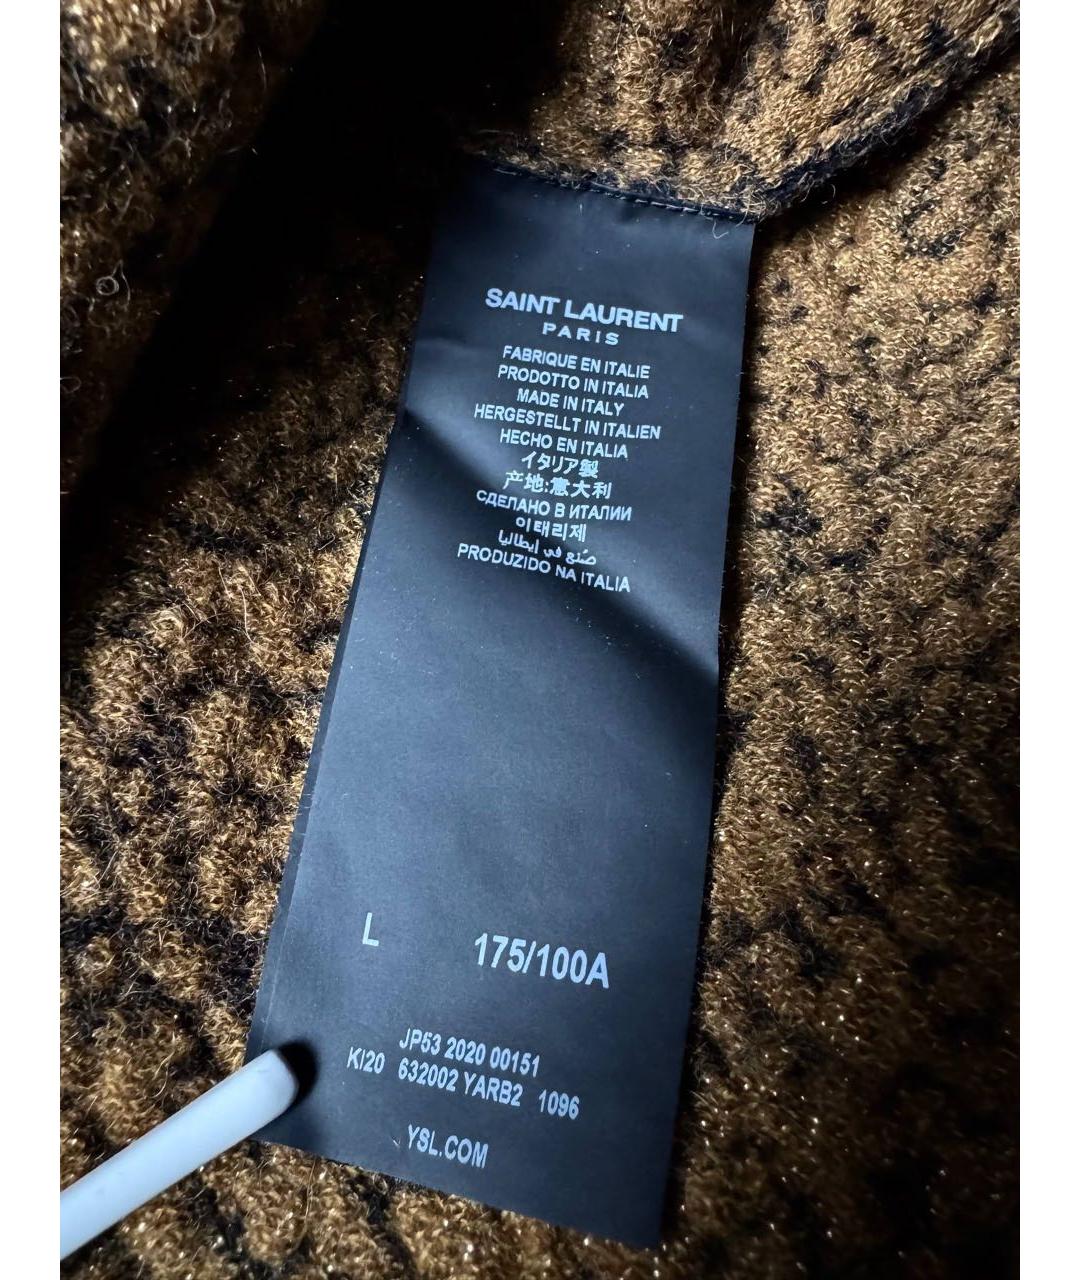 SAINT LAURENT
PARIS
FABRIQUE EN ITALIE
PRODOTTO IN ITALIA
MADE IN ITALY
HERGESTELLT IN ITALIEN
HECHO EN ITALIA
イタリア製
产地:意大利
СДЕЛАНО В ИТАЛИИ
이태리제
صُنع في إيطاليا
PRODUZIDO NA ITALIA
L 175/100A
JP53 2020 00151
KI20 632002 YARB2 1096
YSL.COM